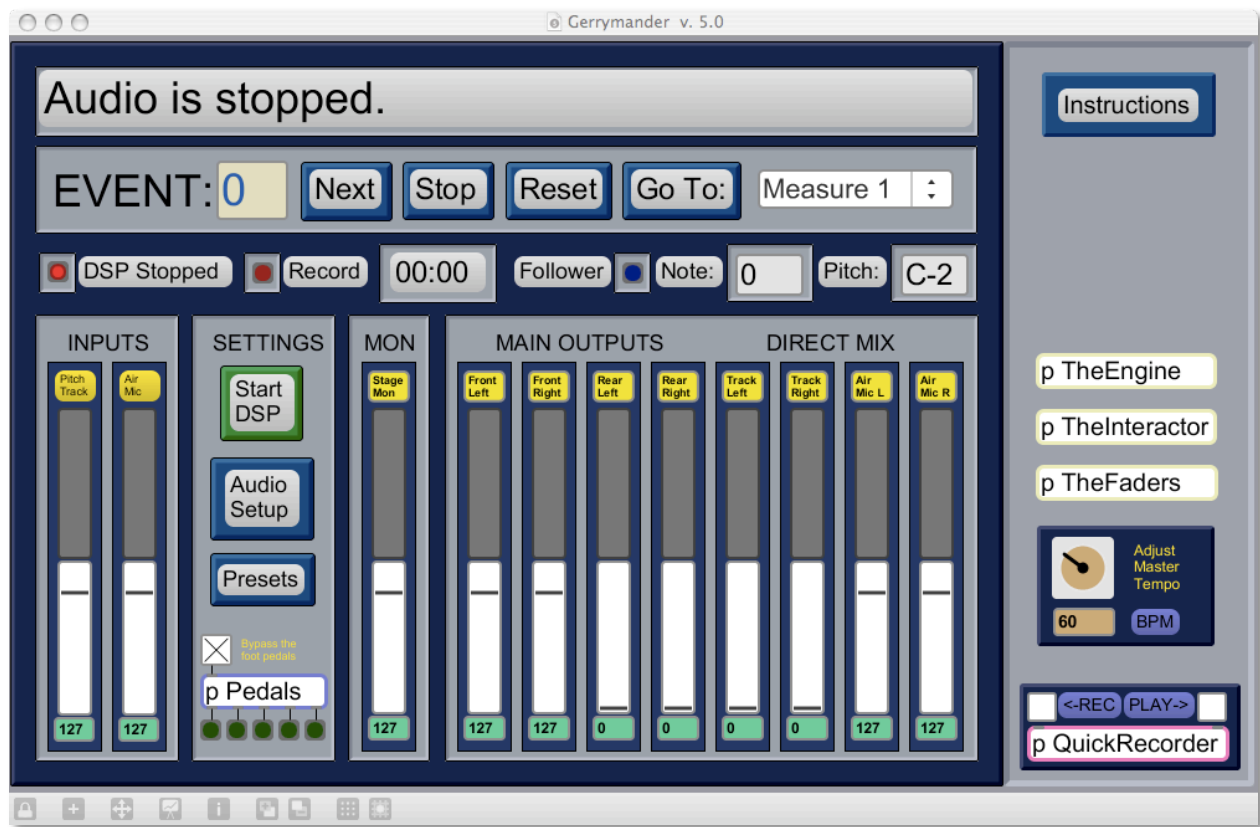 Gerrymander v. 5.0
Audio is stopped.
Instructions
EVENT: 0 Next Stop Reset Go To: Measure 1
DSP Stopped Record 00:00 Follower Note: 0 Pitch: C-2
INPUTS SETTINGS MON MAIN OUTPUTS DIRECT MIX
Pitch Track
Air Mic
Start DSP
Audio Setup
Presets
Bypass the foot pedals
p Pedals
Stage Mon
Front Left
Front Right
Rear Left
Rear Right
Track Left
Track Right
Air Mic L
Air Mic R
127 127 127 127 127 0 0 0 0 127 127
p TheEngine
p TheInteractor
p TheFaders
Adjust
Master
Tempo
60 BPM
<-REC PLAY->
p QuickRecorder